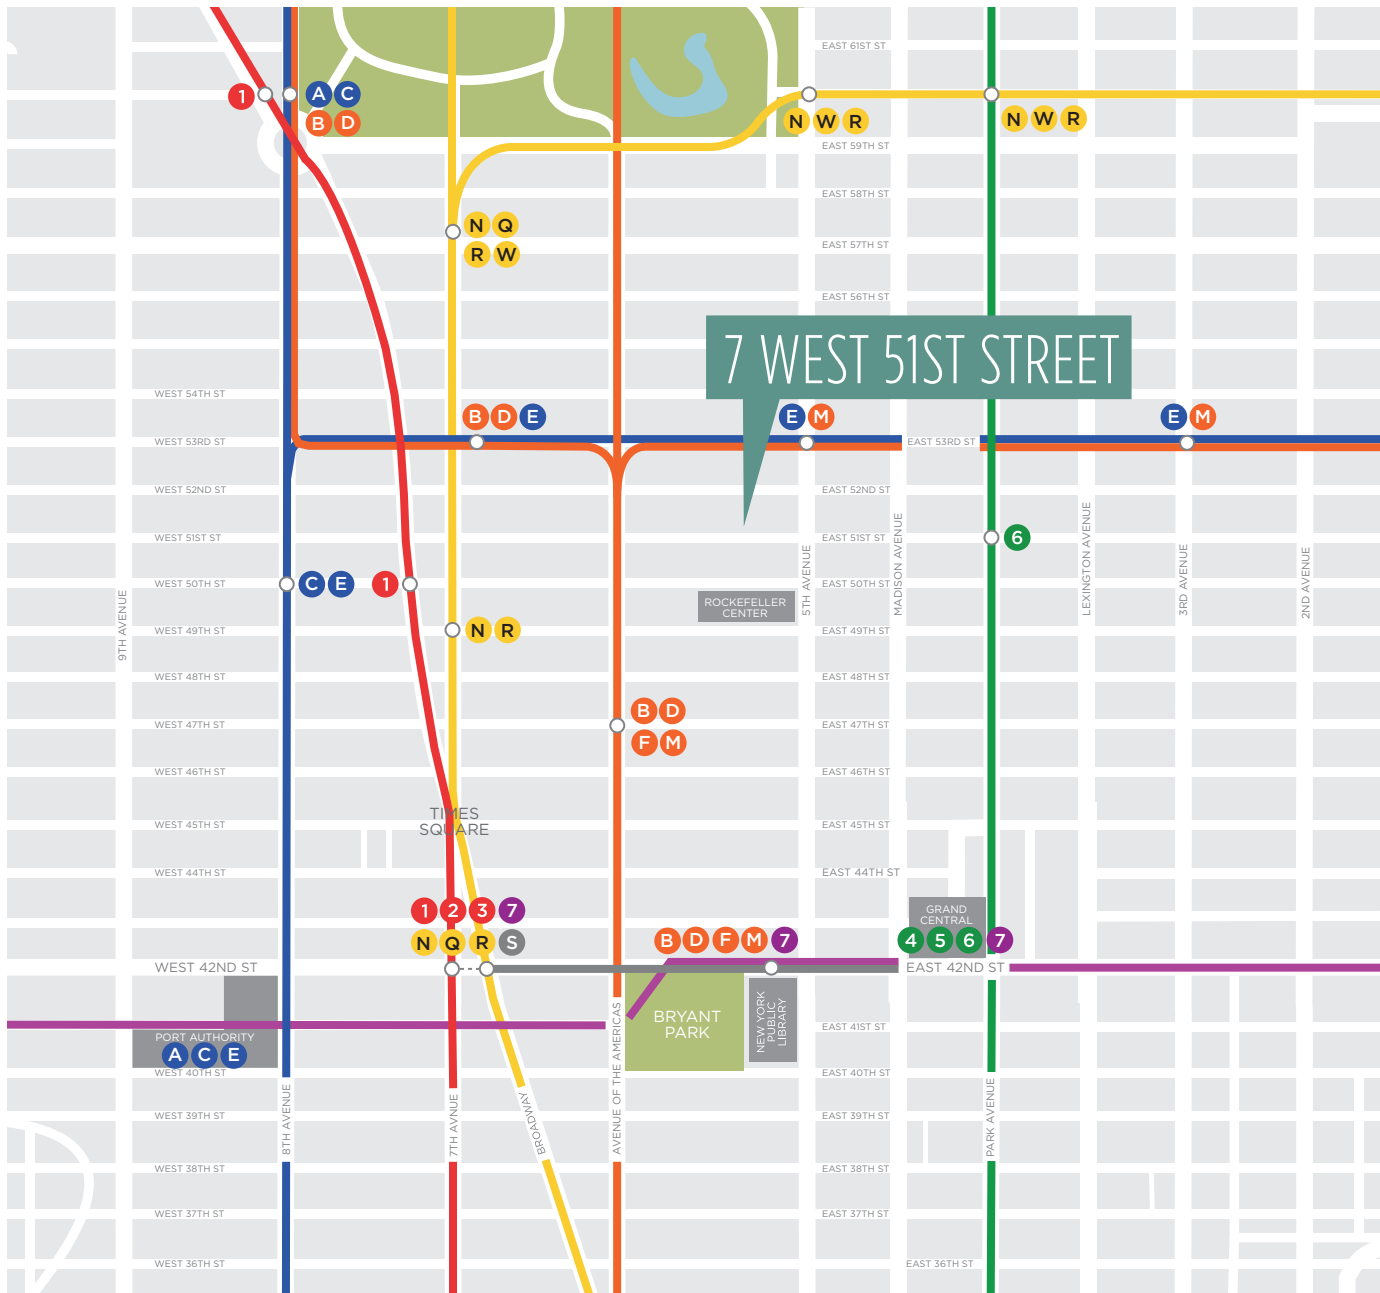 EAST 61ST ST
1
A C
B D
N W R
N W R
EAST 59TH ST
EAST 58TH ST
N Q
R W
EAST 57TH ST
EAST 56TH ST
7 WEST 51ST STREET
WEST 54TH ST
B D E
E M
E M
WEST 53RD ST
EAST 53RD ST
WEST 52ND ST
EAST 52ND ST
WEST 51ST ST
EAST 51ST ST
6
WEST 50TH ST
C E
1
EAST 50TH ST
9TH AVENUE
5TH AVENUE
MADISON AVENUE
LEXINGTON AVENUE
3RD AVENUE
2ND AVENUE
ROCKEFELLER
CENTER
WEST 49TH ST
N R
EAST 49TH ST
WEST 48TH ST
EAST 48TH ST
B D
F M
WEST 47TH ST
EAST 47TH ST
WEST 46TH ST
EAST 46TH ST
TIMES
SQUARE
WEST 45TH ST
EAST 45TH ST
WEST 44TH ST
EAST 44TH ST
1 2 3 7
N Q R S
B D F M 7
GRAND
CENTRAL
4 5 6 7
WEST 42ND ST
EAST 42ND ST
BRYANT
PARK
NEW YORK
PUBLIC
LIBRARY
PORT AUTHORITY
A C E
EAST 41ST ST
WEST 40TH ST
EAST 40TH ST
8TH AVENUE
7TH AVNUE
BROADWAY
AVENUE OF THE AMERICAS
PARK AVENUE
WEST 39TH ST
EAST 39TH ST
WEST 38TH ST
EAST 38TH ST
WEST 37TH ST
EAST 37TH ST
WEST 36TH ST
EAST 36TH ST